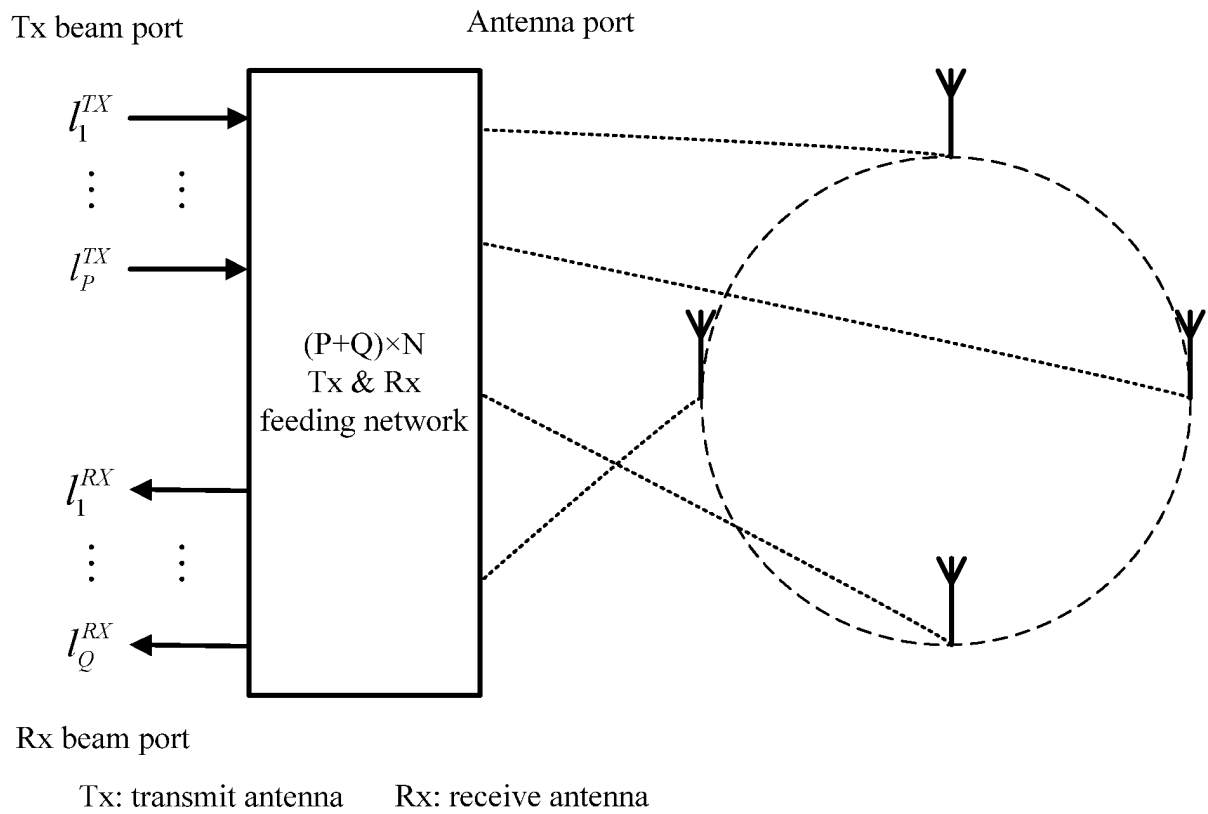 Tx beam port
Antenna port
l_1^{TX}
⋮ ⋮
l_P^{TX}
(P+Q)×N
Tx & Rx
feeding network
l_1^{RX}
⋮ ⋮
l_Q^{RX}
Rx beam port
Tx: transmit antenna Rx: receive antenna